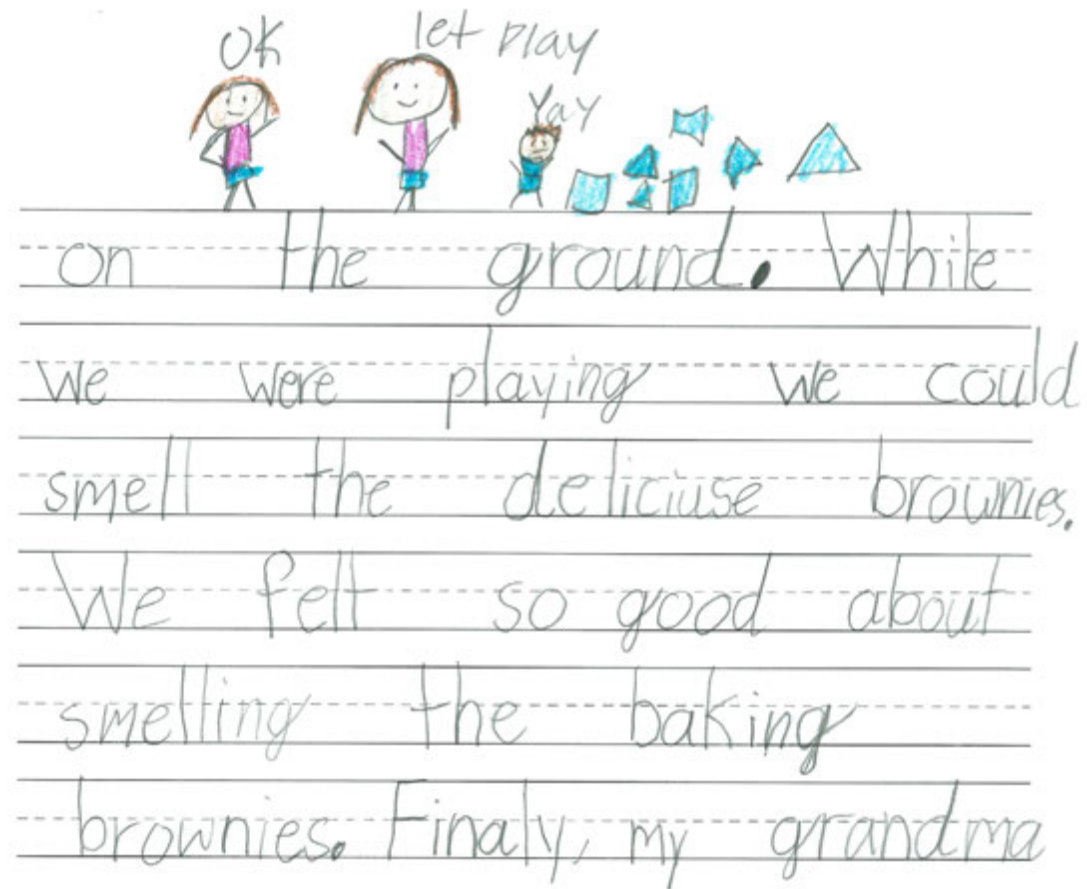 OK
let play
Yay
on the ground. While
we were playing we could
smell the deliciuse brownies.
We felt so good about
smelling the baking
brownies. Finaly, my grandma